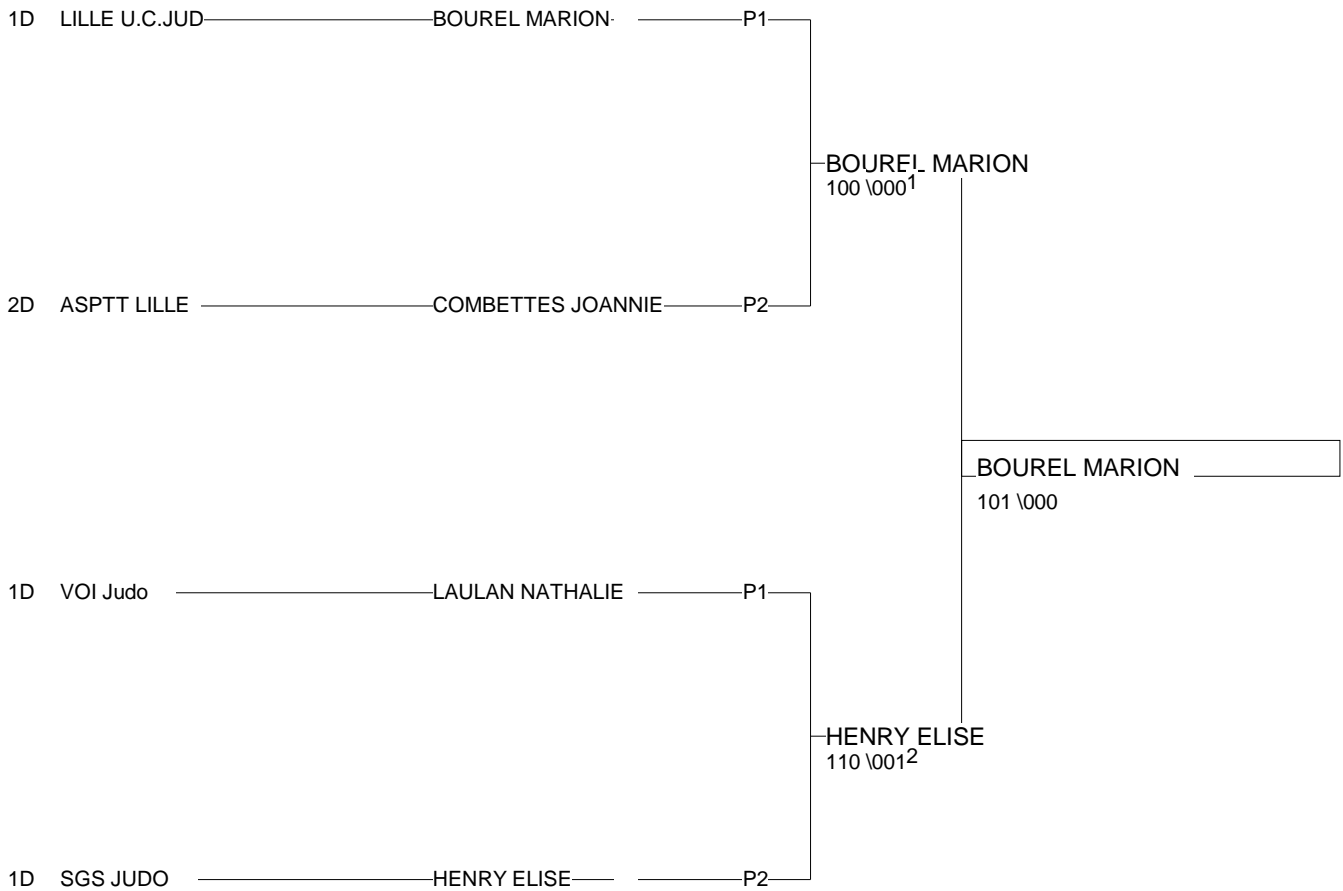 1D LILLE U.C.JUD BOUREL MARION P1
BOUREL MARION
100 \000 1
2D ASPTT LILLE COMBETTES JOANNIE P2
BOUREL MARION
101 \000
1D VOI Judo LAULAN NATHALIE P1
HENRY ELISE
110 \001 2
1D SGS JUDO HENRY ELISE P2